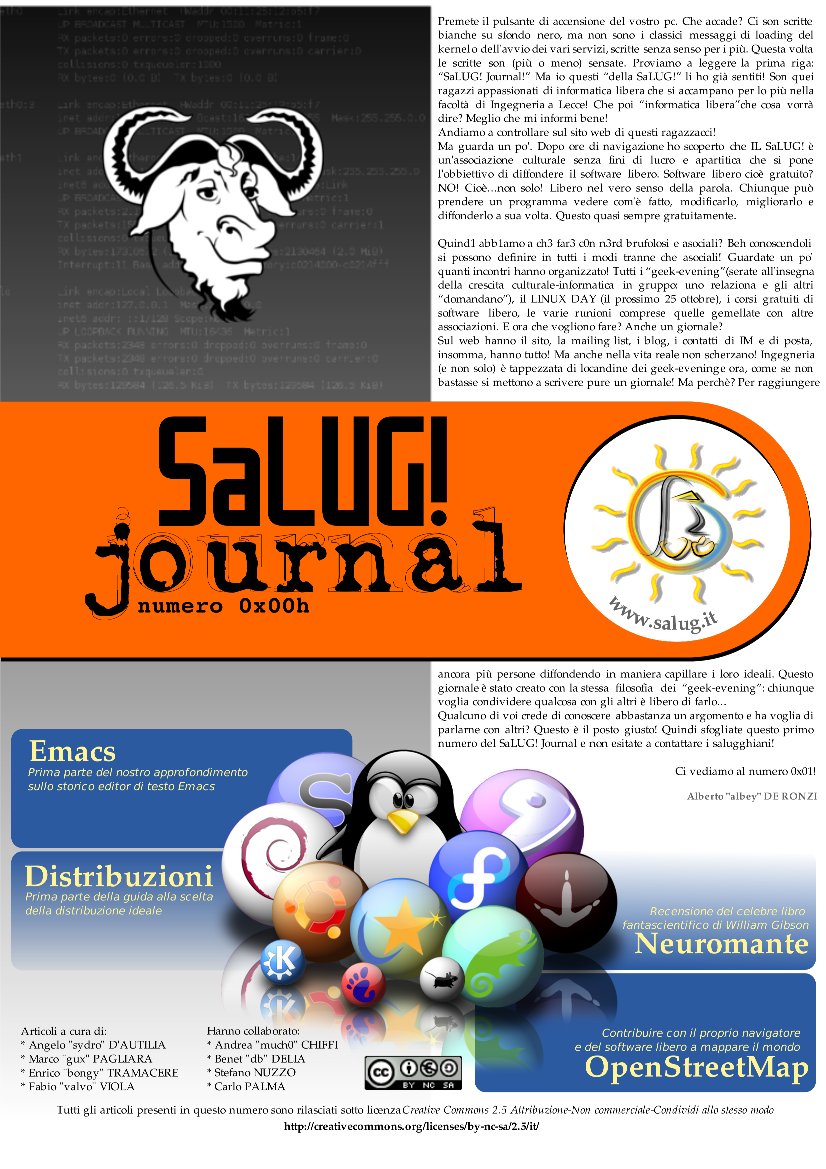 Premete il pulsante di accensione del vostro pc. Che accade? Ci son scritte
bianche su sfondo nero, ma non sono i classici messaggi di loading del
kernel o dell'avvio dei vari servizi, scritte senza senso per i più. Questa volta
le scritte son (più o meno) sensate. Proviamo a leggere la prima riga:
“SaLUG! Journal!” Ma io questi “della SaLUG!” li ho già sentiti! Son quei
ragazzi appassionati di informatica libera che si accampano per lo più nella
facoltà di Ingegneria a Lecce! Che poi “informatica libera”che cosa vorrà
dire? Meglio che mi informi bene!
Andiamo a controllare sul sito web di questi ragazzacci!
Ma guarda un po'. Dopo ore di navigazione ho scoperto che IL SaLUG! è
un'associazione culturale senza fini di lucro e apartitica che si pone
l'obbiettivo di diffondere il software libero. Software libero cioè gratuito?
NO! Cioè...non solo! Libero nel vero senso della parola. Chiunque può
prendere un programma vedere com'è fatto, modificarlo, migliorarlo e
diffonderlo a sua volta. Questo quasi sempre gratuitamente.
Quind1 abb1amo a ch3 far3 c0n n3rd brufolosi e asociali? Beh conoscendoli
si possono definire in tutti i modi tranne che asociali! Guardate un po'
quanti incontri hanno organizzato! Tutti i “geek-evening”(serate all'insegna
della crescita culturale-informatica in gruppo: uno relaziona e gli altri
“domandano”), il LINUX DAY (il prossimo 25 ottobre), i corsi gratuiti di
software libero, le varie runioni comprese quelle gemellate con altre
associazioni. E ora che vogliono fare? Anche un giornale?
Sul web hanno il sito, la mailing list, i blog, i contatti di IM e di posta,
insomma, hanno tutto! Ma anche nella vita reale non scherzano! Ingegneria
(e non solo) è tappezzata di locandine dei geek-evening e ora, come se non
bastasse si mettono a scrivere pure un giornale! Ma perchè? Per raggiungere
SaLUG!
journal
numero 0x00h
www.salug.it
ancora più persone diffondendo in maniera capillare i loro ideali. Questo
giornale è stato creato con la stessa filosofia dei “geek-evening”: chiunque
voglia condividere qualcosa con gli altri è libero di farlo...
Qualcuno di voi crede di conoscere abbastanza un argomento e ha voglia di
parlarne con altri? Questo è il posto giusto! Quindi sfogliate questo primo
numero del SaLUG! Journal e non esitate a contattare i salugghiani!
Ci vediamo al numero 0x01!
Alberto "albey" DE RONZI
Emacs
Prima parte del nostro approfondimento
sullo storico editor di testo Emacs
Distribuzioni
Prima parte della guida alla scelta
della distribuzione ideale
Recensione del celebre libro
fantascientifico di William Gibson
Neuromante
Contribuire con il proprio navigatore
e del software libero a mappare il mondo
OpenStreetMap
Articoli a cura di:
* Angelo "sydro" D'AUTILIA
* Marco "gux" PAGLIARA
* Enrico "bongy" TRAMACERE
* Fabio "valvo" VIOLA
Hanno collaborato:
* Andrea "much0" CHIFFI
* Benet "db" DELIA
* Stefano NUZZO
* Carlo PALMA
BY NC SA
Tutti gli articoli presenti in questo numero sono rilasciati sotto licenza Creative Commons 2.5 Attribuzione-Non commerciale-Condividi allo stesso modo
http://creativecommons.org/licenses/by-nc-sa/2.5/it/